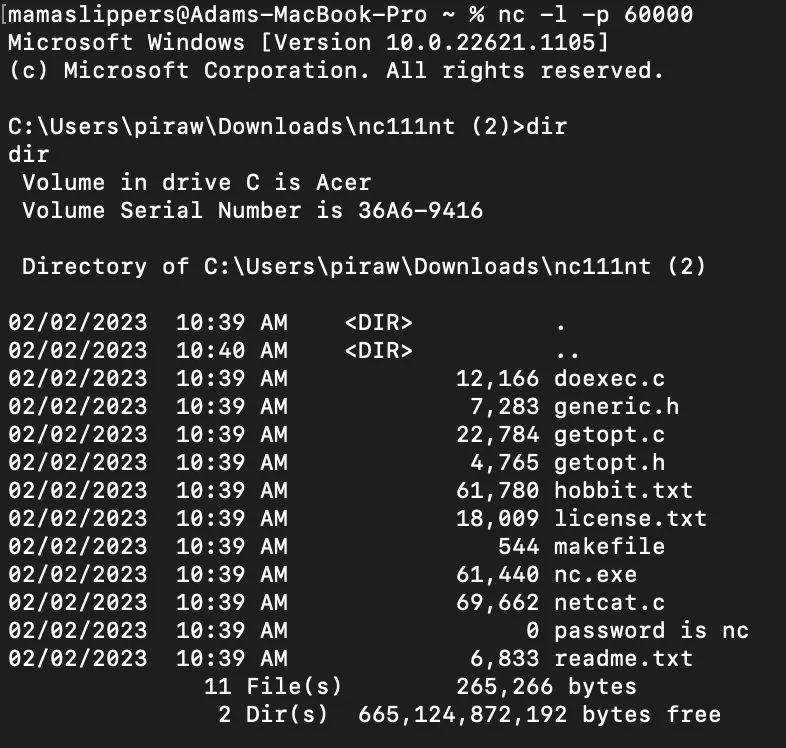 [mamaslippers@Adams-MacBook-Pro ~ % nc -l -p 60000
Microsoft Windows [Version 10.0.22621.1105]
(c) Microsoft Corporation. All rights reserved.

C:\Users\piraw\Downloads\nc111nt (2)>dir
dir
 Volume in drive C is Acer
 Volume Serial Number is 36A6-9416

 Directory of C:\Users\piraw\Downloads\nc111nt (2)

02/02/2023  10:39 AM    <DIR>          .
02/02/2023  10:40 AM    <DIR>          ..
02/02/2023  10:39 AM            12,166 doexec.c
02/02/2023  10:39 AM             7,283 generic.h
02/02/2023  10:39 AM            22,784 getopt.c
02/02/2023  10:39 AM             4,765 getopt.h
02/02/2023  10:39 AM            61,780 hobbit.txt
02/02/2023  10:39 AM            18,009 license.txt
02/02/2023  10:39 AM               544 makefile
02/02/2023  10:39 AM            61,440 nc.exe
02/02/2023  10:39 AM            69,662 netcat.c
02/02/2023  10:39 AM                 0 password is nc
02/02/2023  10:39 AM             6,833 readme.txt
              11 File(s)        265,266 bytes
               2 Dir(s)  665,124,872,192 bytes free